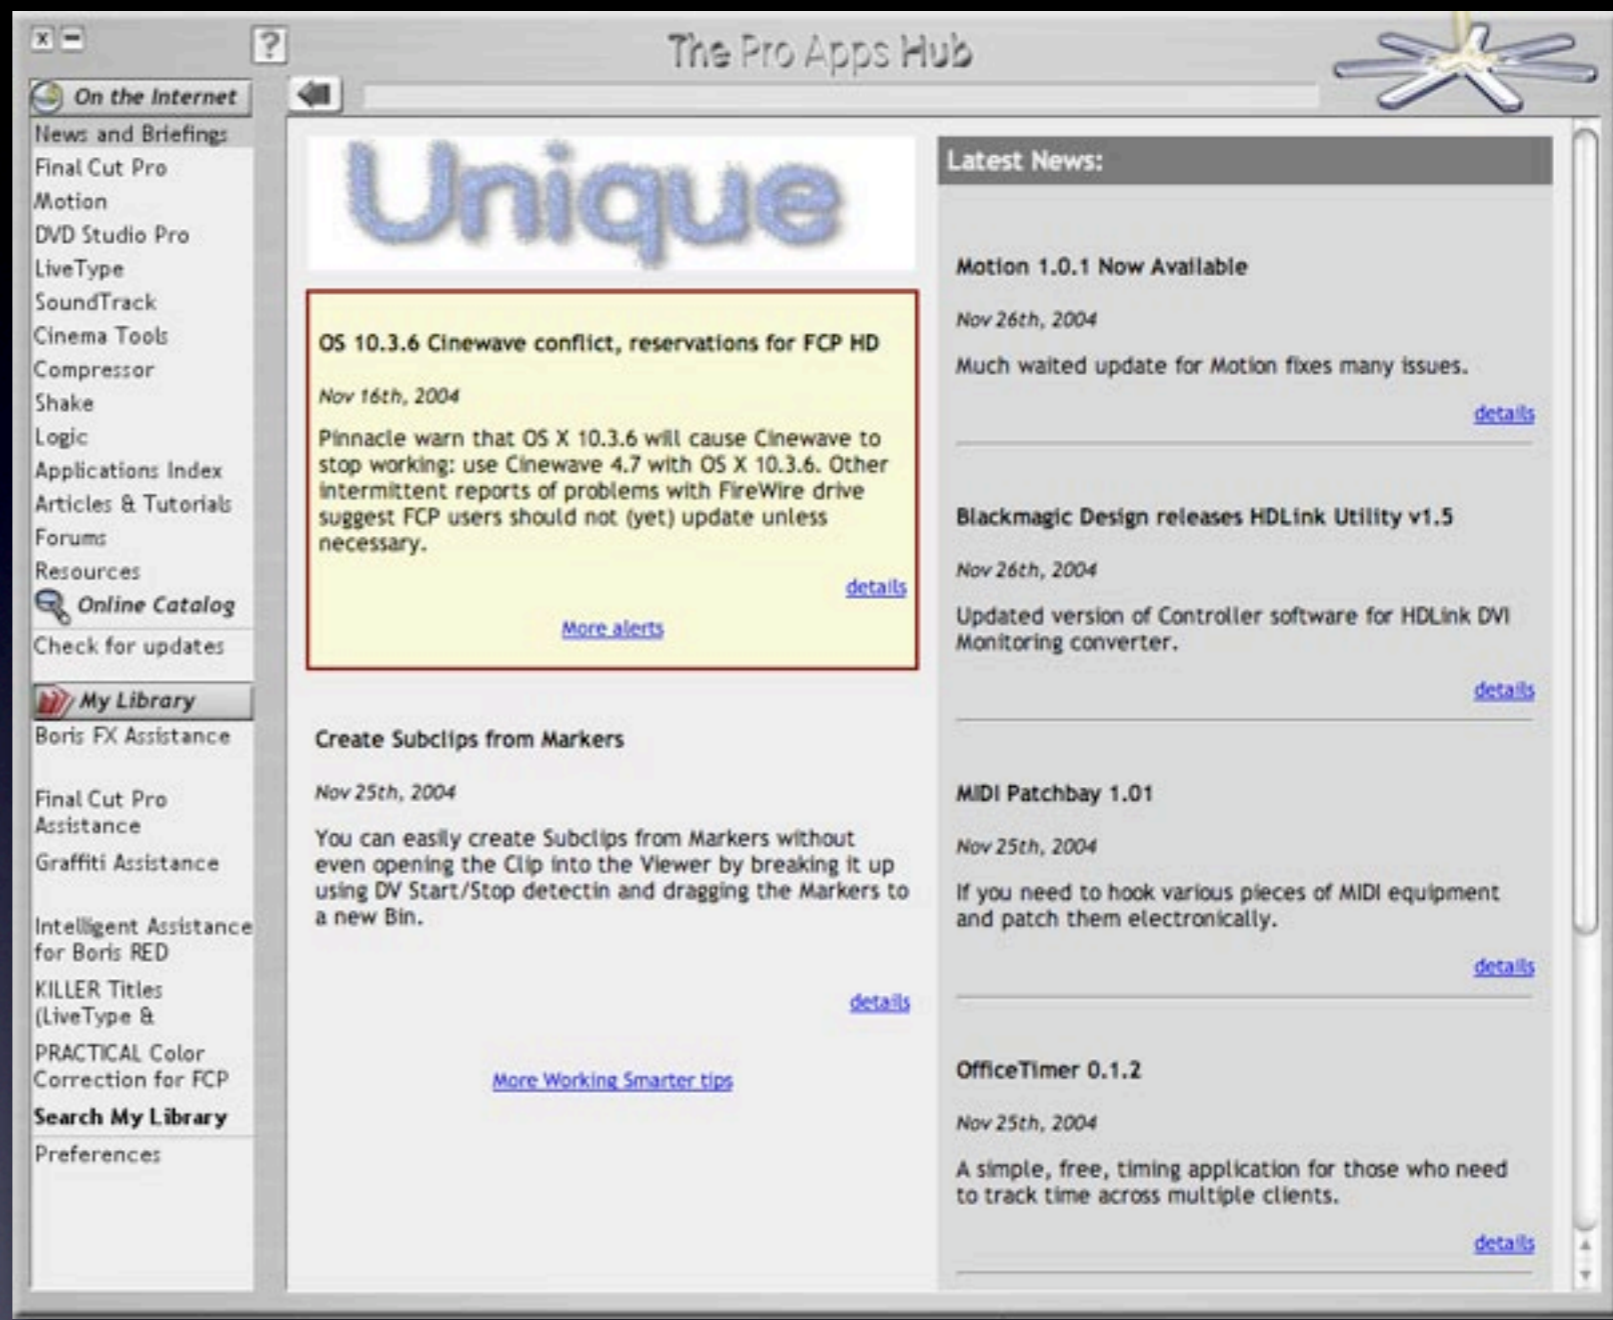 x
?
The Pro Apps Hub
On the Internet
News and Briefings
Final Cut Pro
Motion
DVD Studio Pro
LiveType
SoundTrack
Cinema Tools
Compressor
Shake
Logic
Applications Index
Articles & Tutorials
Forums
Resources
Online Catalog
Check for updates
My Library
Boris FX Assistance
Final Cut Pro
Assistance
Graffiti Assistance
Intelligent Assistance
for Boris RED
KILLER Titles
(LiveType &
PRACTICAL Color
Correction for FCP
Search My Library
Preferences
Unique
OS 10.3.6 Cinewave conflict, reservations for FCP HD
Nov 16th, 2004
Pinnacle warn that OS X 10.3.6 will cause Cinewave to
stop working: use Cinewave 4.7 with OS X 10.3.6. Other
intermittent reports of problems with FireWire drive
suggest FCP users should not (yet) update unless
necessary.
details
More alerts
Create Subclips from Markers
Nov 25th, 2004
You can easily create Subclips from Markers without
even opening the Clip into the Viewer by breaking it up
using DV Start/Stop detectin and dragging the Markers to
a new Bin.
details
More Working Smarter tips
Latest News:
Motion 1.0.1 Now Available
Nov 26th, 2004
Much waited update for Motion fixes many issues.
details
Blackmagic Design releases HDLink Utility v1.5
Nov 26th, 2004
Updated version of Controller software for HDLink DVI
Monitoring converter.
details
MIDI Patchbay 1.01
Nov 25th, 2004
If you need to hook various pieces of MIDI equipment
and patch them electronically.
details
OfficeTimer 0.1.2
Nov 25th, 2004
A simple, free, timing application for those who need
to track time across multiple clients.
details